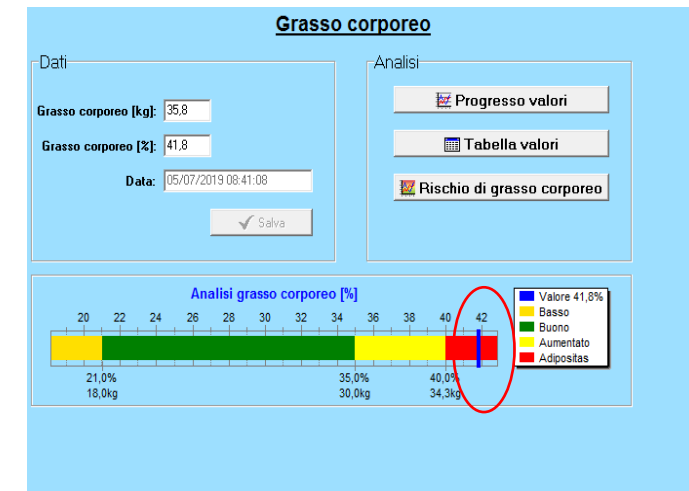 Grasso corporeo
Dati
Grasso corporeo [kg]: 35,8
Grasso corporeo [%]: 41,8
Data: 05/07/2019 08:41:08
Salva
Analisi
Progresso valori
Tabella valori
Rischio di grasso corporeo
Analisi grasso corporeo [%]
20 22 24 26 28 30 32 34 36 38 40 42
21,0% 35,0% 40,0%
18,0kg 30,0kg 34,3kg
Valore 41,8%
Basso
Buono
Aumentato
Adipositas